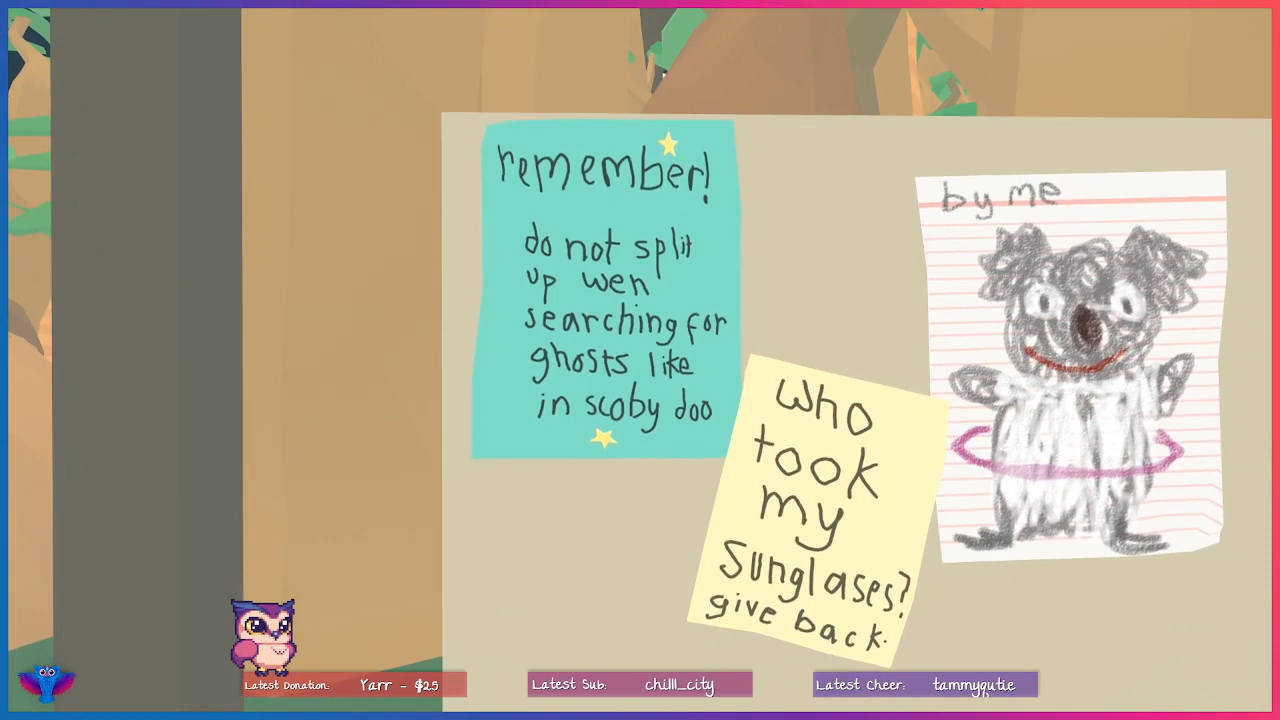 remember!
do not split
up wen
searching for
ghosts like
in scoby doo
who
took
my
sunglases?
give back.
by me
Latest Donation: Yarr - $25
Latest Sub: chilll_city
Latest Cheer: tammyqutie